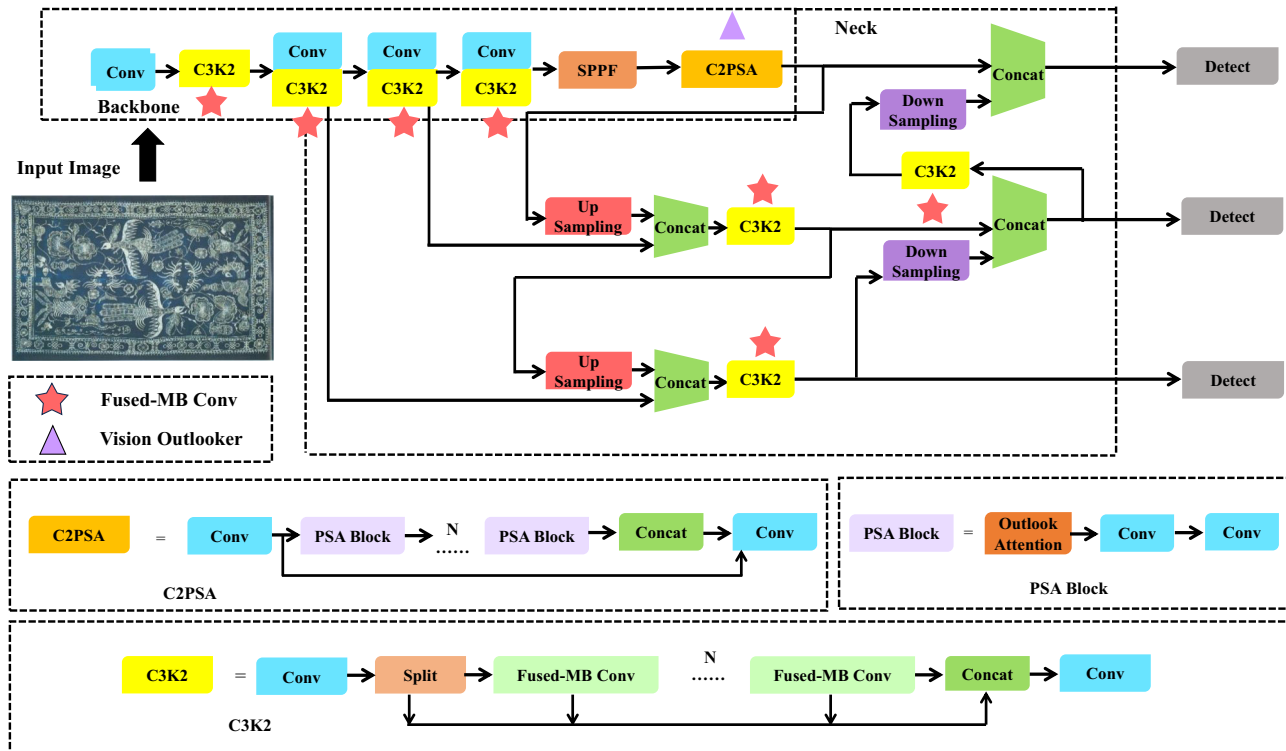 Neck
Conv
C3K2
Conv
C3K2
Conv
C3K2
Conv
C3K2
SPPF
C2PSA
Concat
Detect
Backbone
Down
Sampling
Input Image
C3K2
Up
Sampling
Concat
C3K2
Concat
Detect
Down
Sampling
Up
Sampling
Concat
C3K2
Detect
Fused-MB Conv
Vision Outlooker
C2PSA
=
Conv
PSA Block
N
......
PSA Block
Concat
Conv
C2PSA
PSA Block
=
Outlook
Attention
Conv
Conv
PSA Block
C3K2
=
Conv
Split
Fused-MB Conv
N
......
Fused-MB Conv
Concat
Conv
C3K2